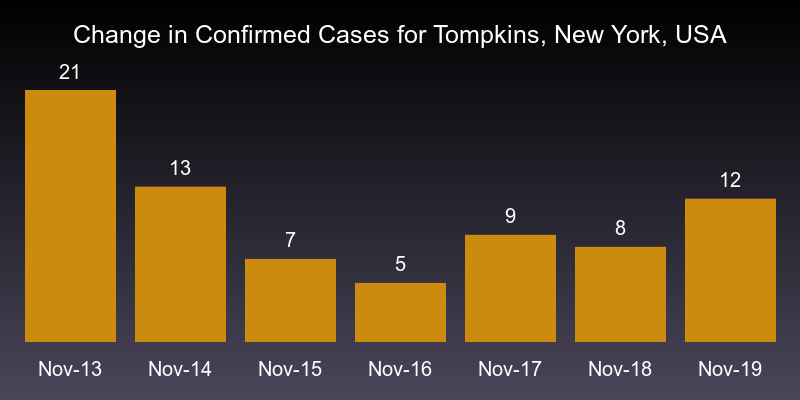 Change in Confirmed Cases for Tompkins, New York, USA
21
13
7
5
9
8
12
Nov-13
Nov-14
Nov-15
Nov-16
Nov-17
Nov-18
Nov-19